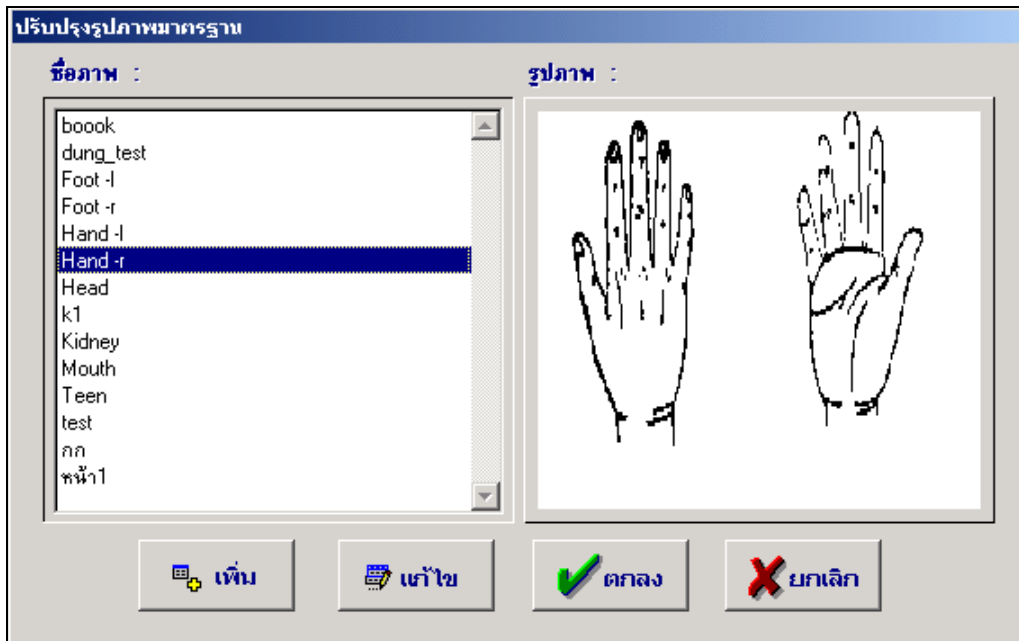 ปรับปรุงรูปภาพมาตรฐาน
ชื่อภาพ :
รูปภาพ :
boook
dung_test
Foot -l
Foot -r
Hand -l
Hand -r
Head
k1
Kidney
Mouth
Teen
test
กก
หน้า1
เพิ่ม
แก้ไข
ตกลง
ยกเลิก